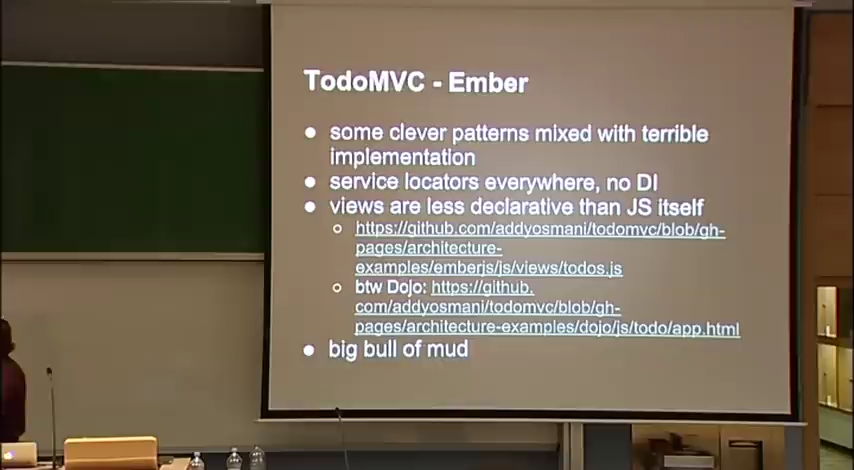 TodoMVC - Ember
● some clever patterns mixed with terrible
implementation
● service locators everywhere, no DI
● views are less declarative than JS itself
○ https://github.com/addyosmani/todomvc/blob/gh-
pages/architecture-
examples/emberjs/js/views/todos.js
○ btw Dojo: https://github.
com/addyosmani/todomvc/blob/gh-
pages/architecture-examples/dojo/js/todo/app.html
● big bull of mud